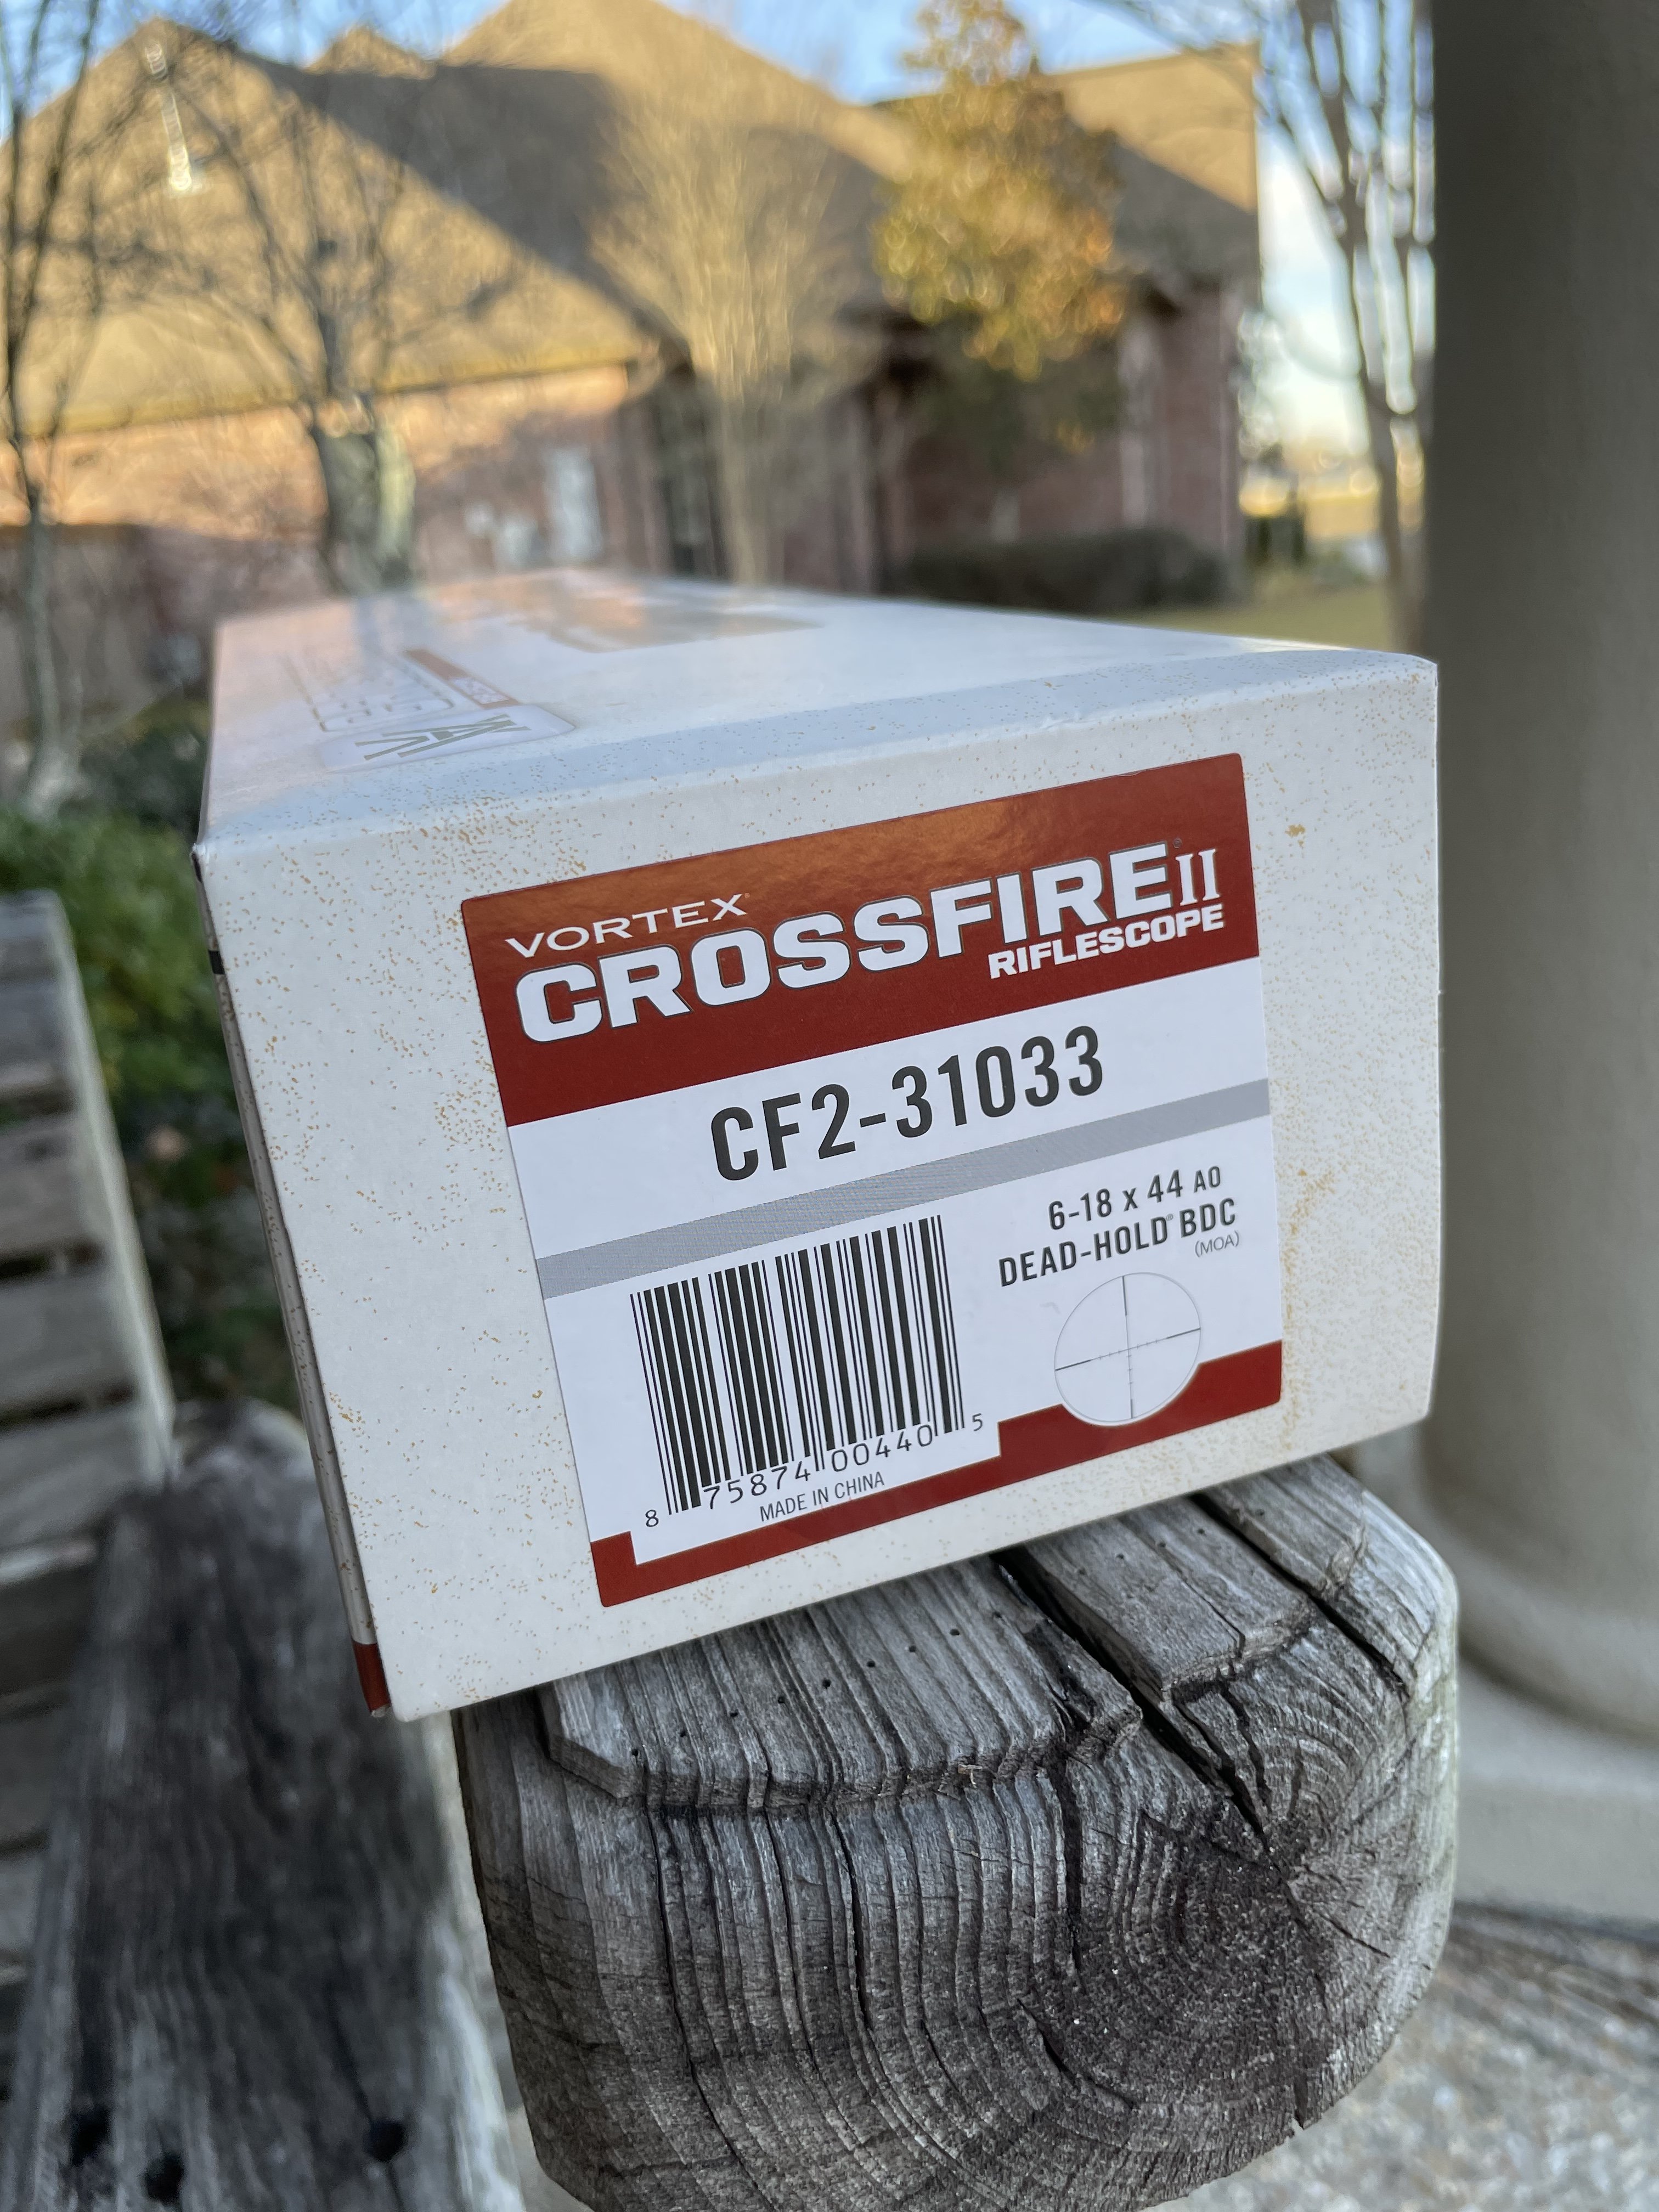 VORTEX®
CROSSFIRE® II
RIFLESCOPE
CF2-31033
6-18 x 44 AO
DEAD-HOLD® BDC
(MOA)
8 75874 00440 5
MADE IN CHINA